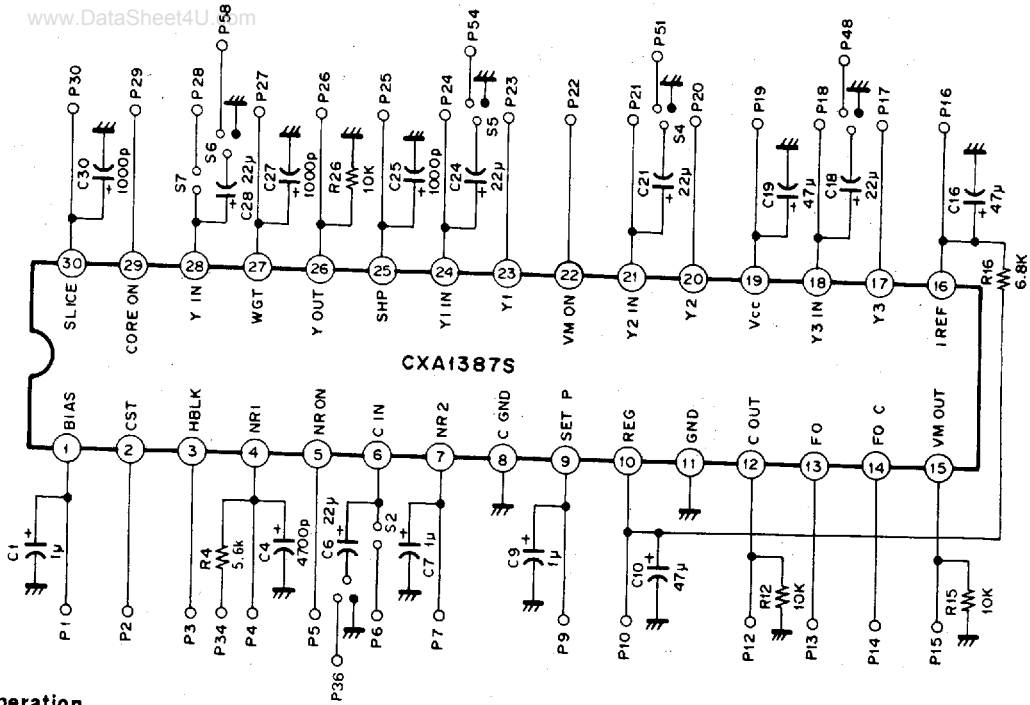 www.DataSheet4U.com
P58
P54
P51
P48
P30
P29
P28
P27
P26
P25
P24
P23
P22
P21
P20
P19
P18
P17
P16
C30
1000p
S7
S6
C28 22μ
+
C27
1000p
R26
10K
C25
1000p
C24
22μ
S5
C21
22μ
S4
C19
47μ
C18
22μ
C16
47μ
R16
6.8K
30
29
28
27
26
25
24
23
22
21
20
19
18
17
16
SLICE
CORE ON
Y IN
WGT
Y OUT
SHP
Y1 IN
Y1
VM ON
Y2 IN
Y2
Vcc
Y3 IN
Y3
IREF
CXA1387S
BIAS
CST
HBLK
NR1
NR ON
C IN
NR2
C GND
SET P
REG
GND
C OUT
FO
FO C
VM OUT
1
2
3
4
5
6
7
8
9
10
11
12
13
14
15
C1
1μ
R4
5.6k
C4
4700p
C6 22μ
S2
C7 1μ
C9
1μ
C10
47μ
R12
10K
R15
10K
P1
P2
P3
P34
P4
P5
P36
P6
P7
P9
P10
P12
P13
P14
P15
peration